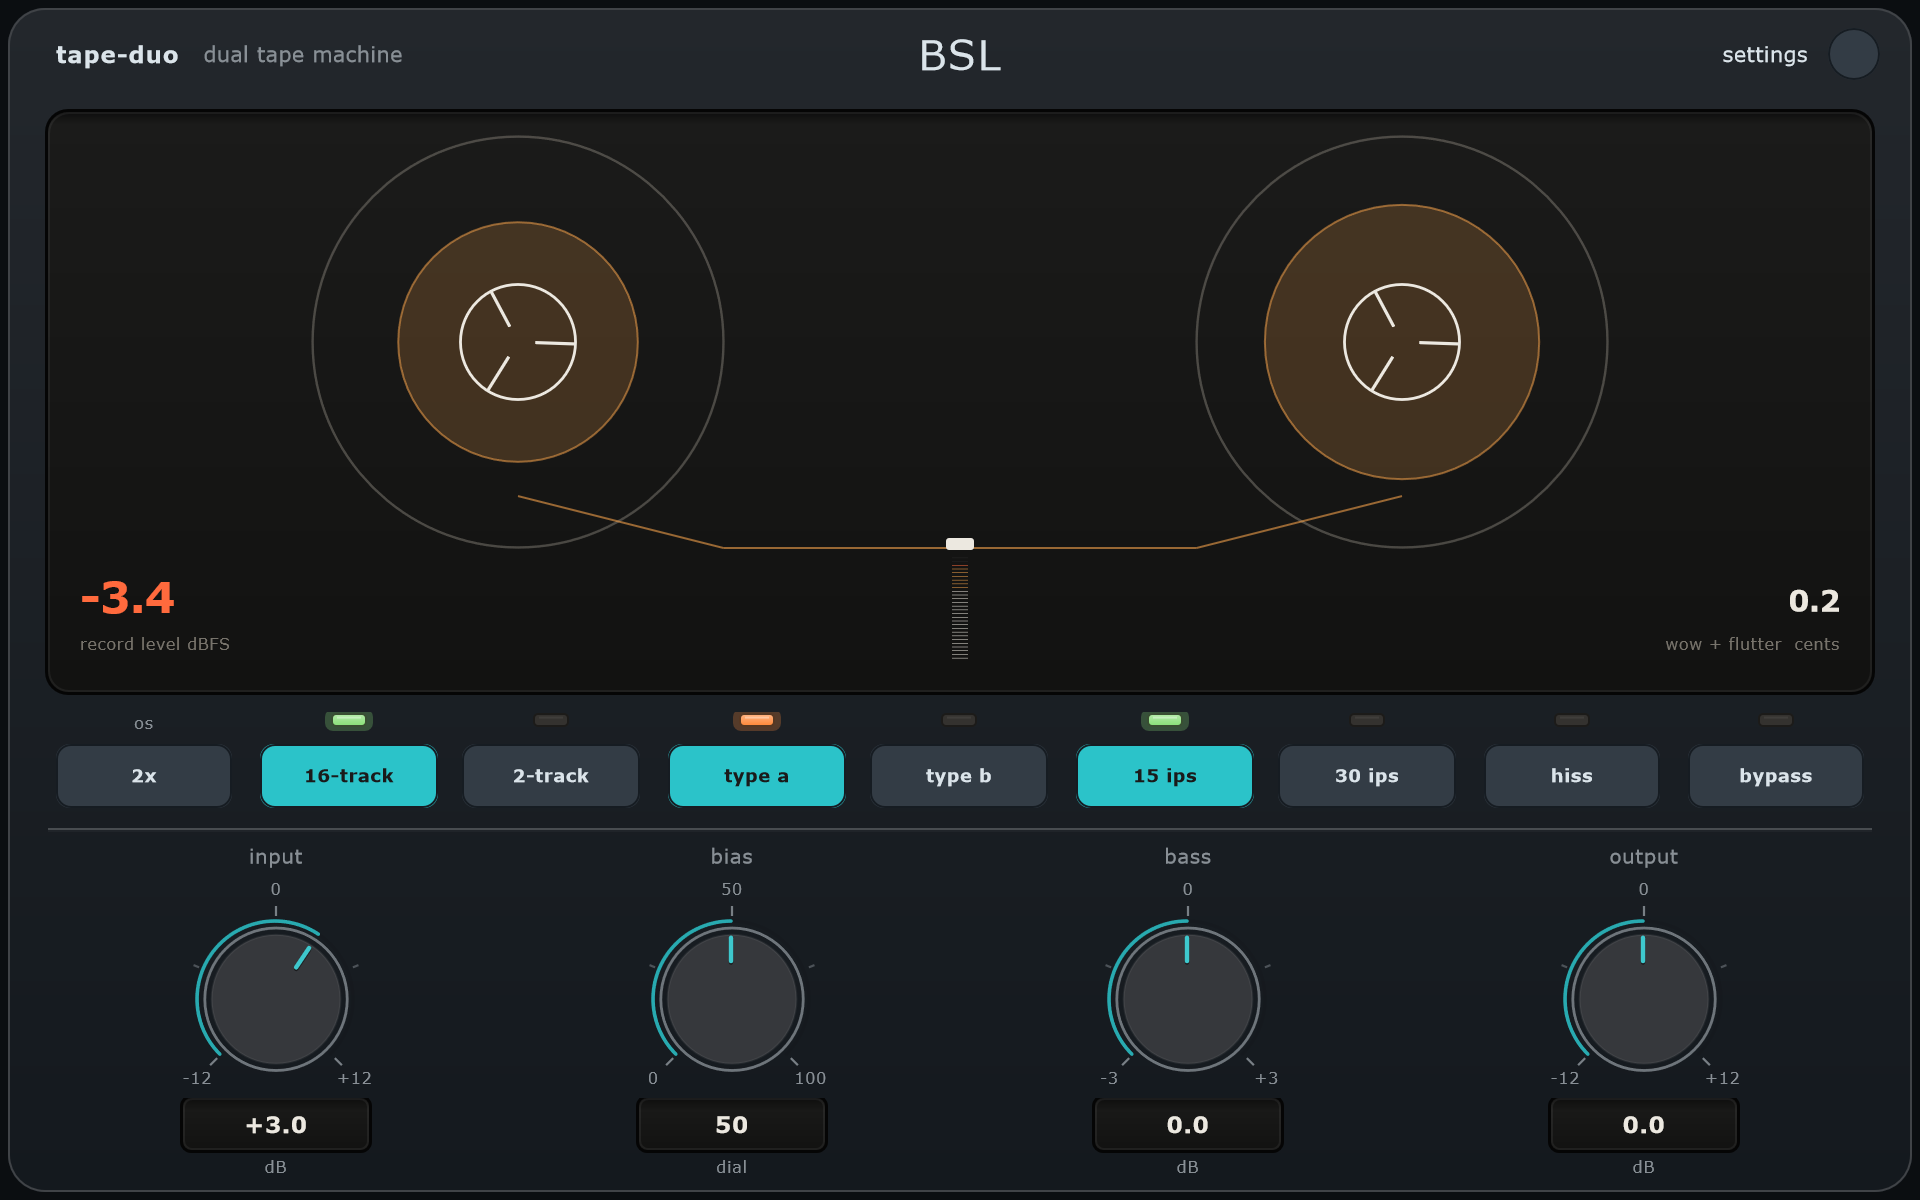 tape-duo dual tape machine BSL settings
-3.4 0.2
record level dBFS wow + flutter cents
os
2x 16-track 2-track type a type b 15 ips 30 ips hiss bypass
input bias bass output
0 50 0 0
-12 +12 0 100 -3 +3 -12 +12
+3.0 50 0.0 0.0
dB dial dB dB